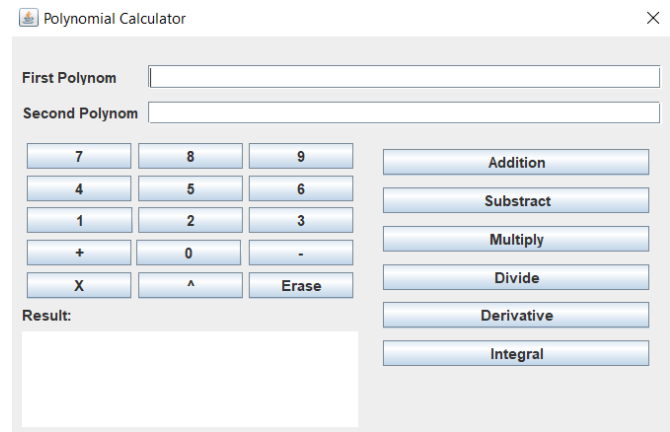 Polynomial Calculator
First Polynom
Second Polynom
7 8 9
4 5 6
1 2 3
+ 0 -
X ^ Erase
Result:
Addition
Substract
Multiply
Divide
Derivative
Integral